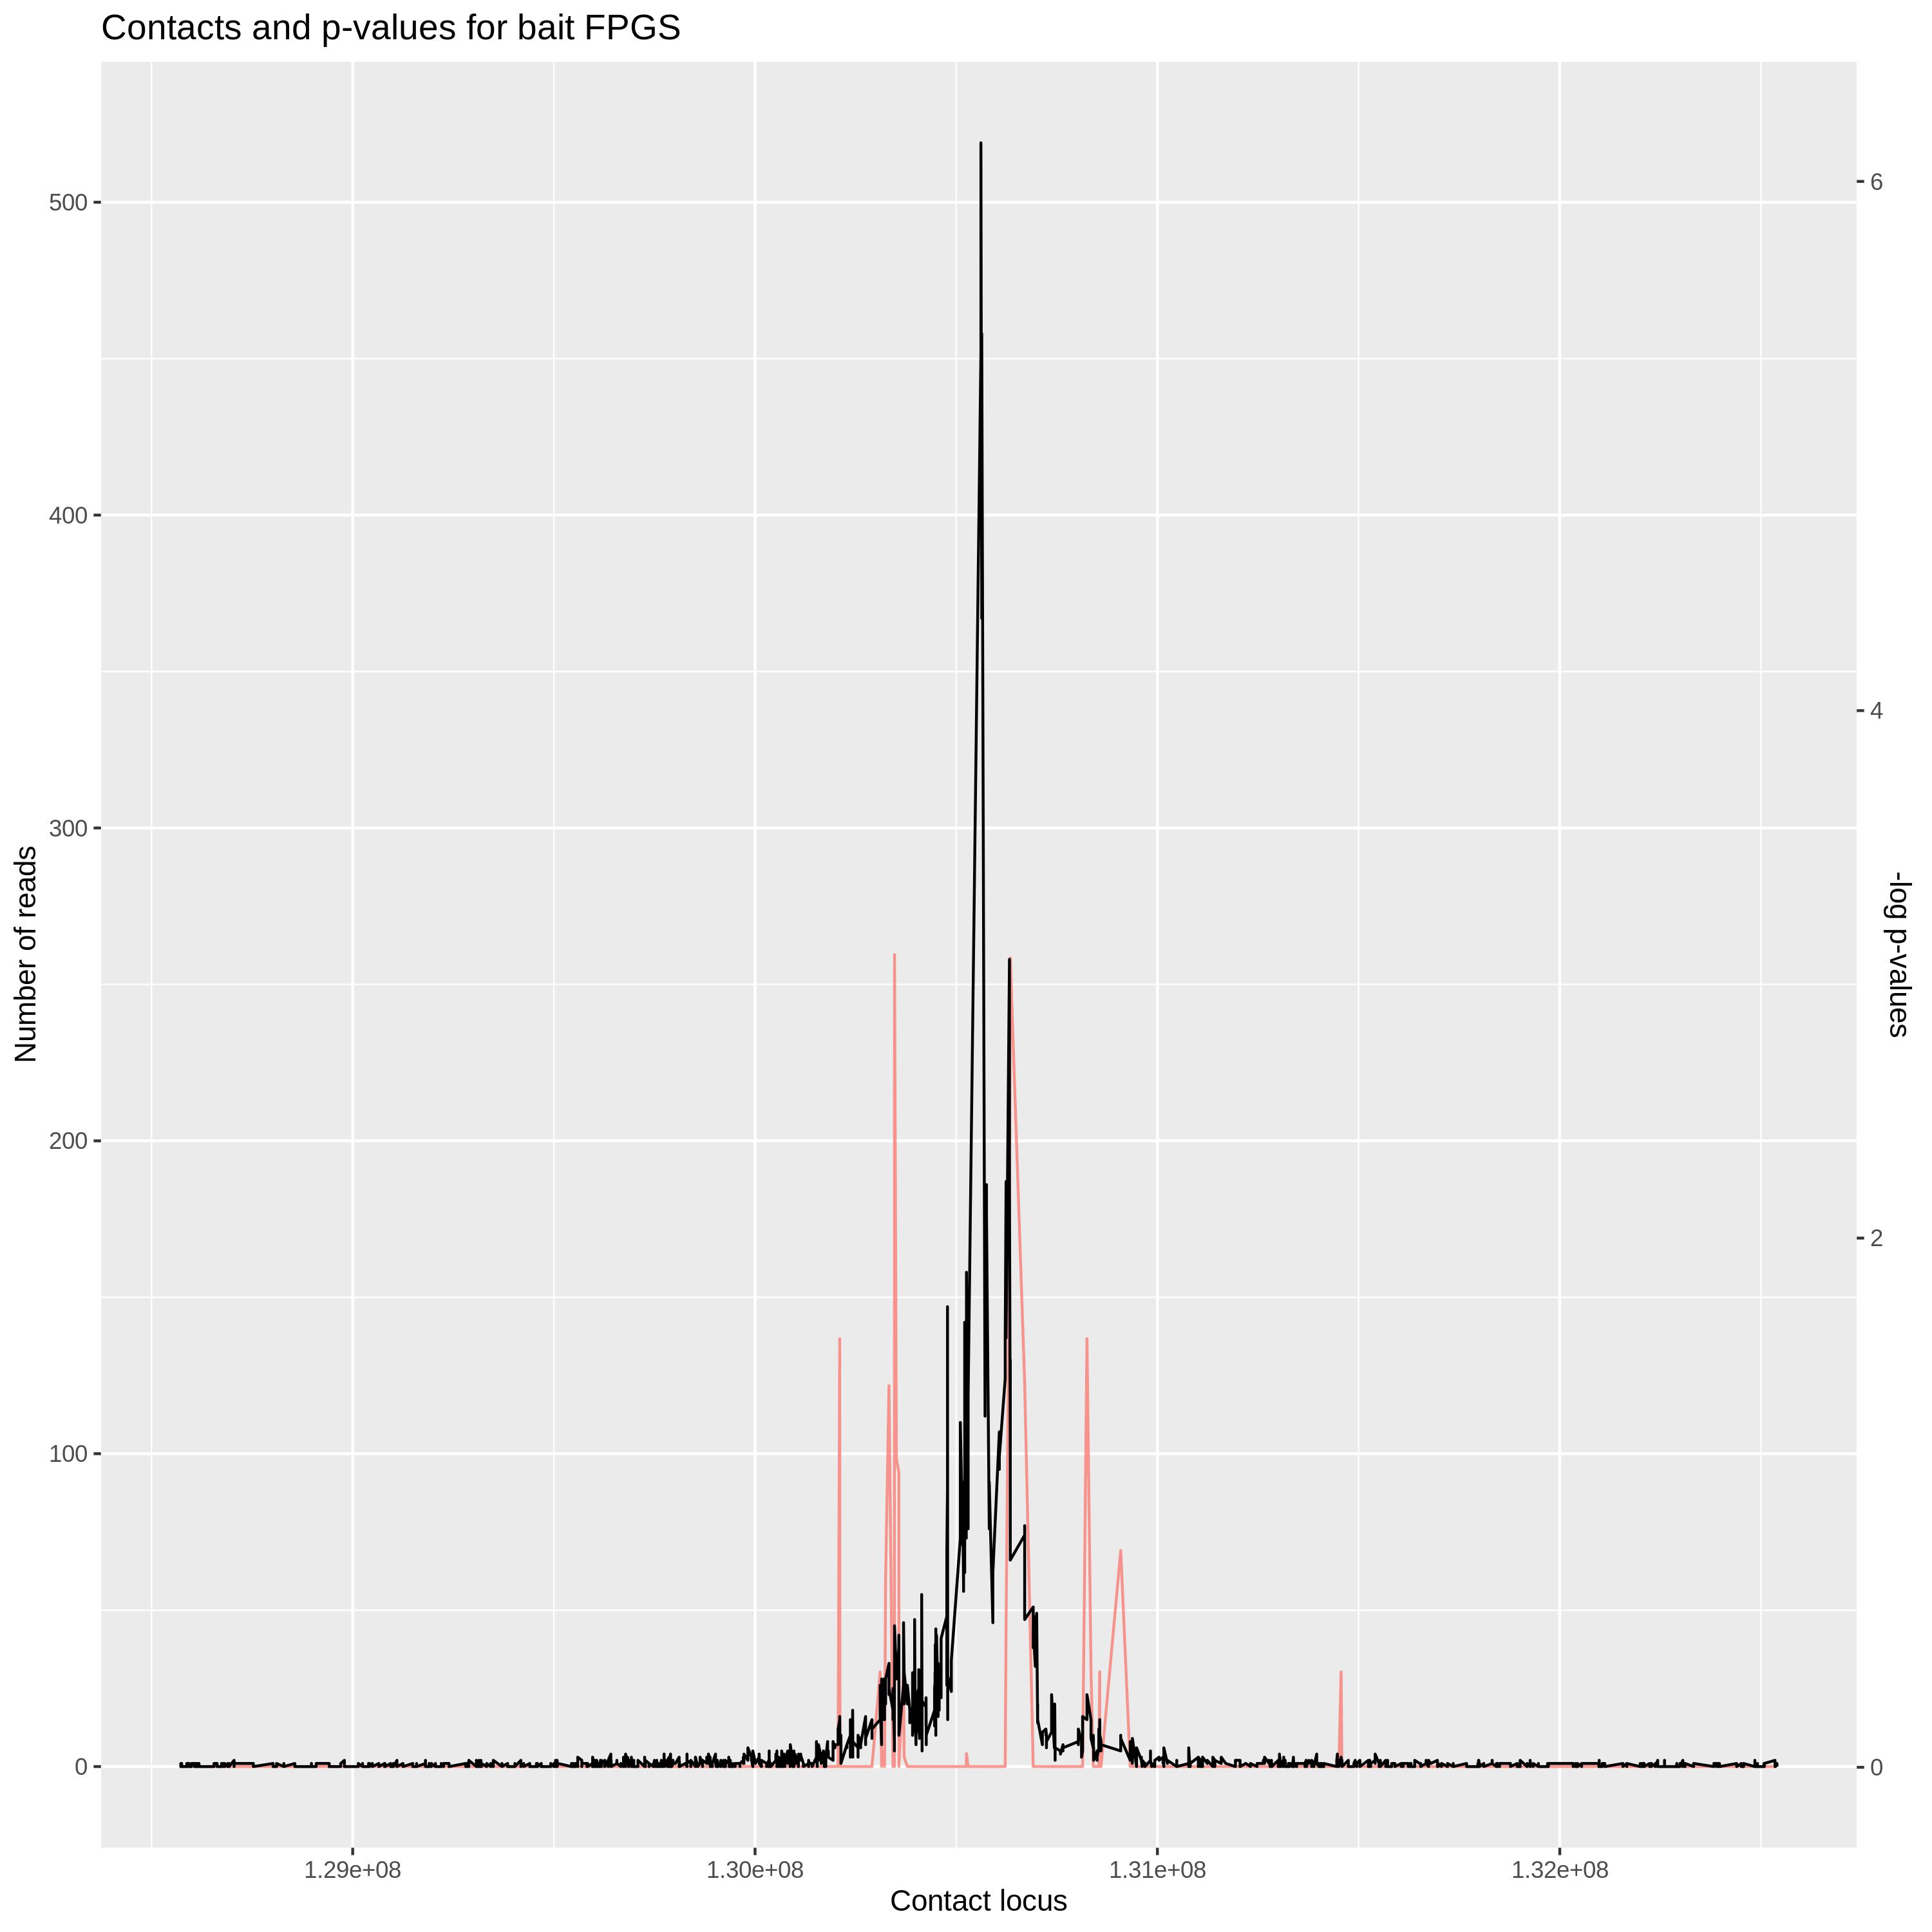 Contacts and p-values for bait FPGS
Number of reads
500
400
300
200
100
0
6
4
2
0
-log p-values
1.29e+08
1.30e+08
1.31e+08
1.32e+08
Contact locus